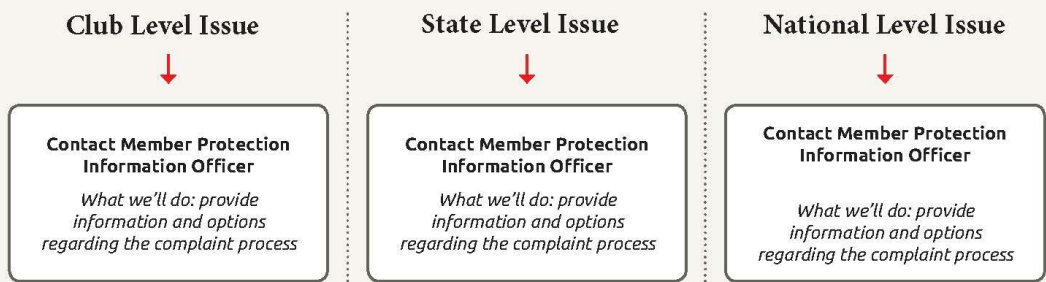 Club Level Issue
Contact Member Protection
Information Officer
What we'll do: provide
information and options
regarding the complaint process
State Level Issue
Contact Member Protection
Information Officer
What we'll do: provide
information and options
regarding the complaint process
National Level Issue
Contact Member Protection
Information Officer
What we'll do: provide
information and options
regarding the complaint process